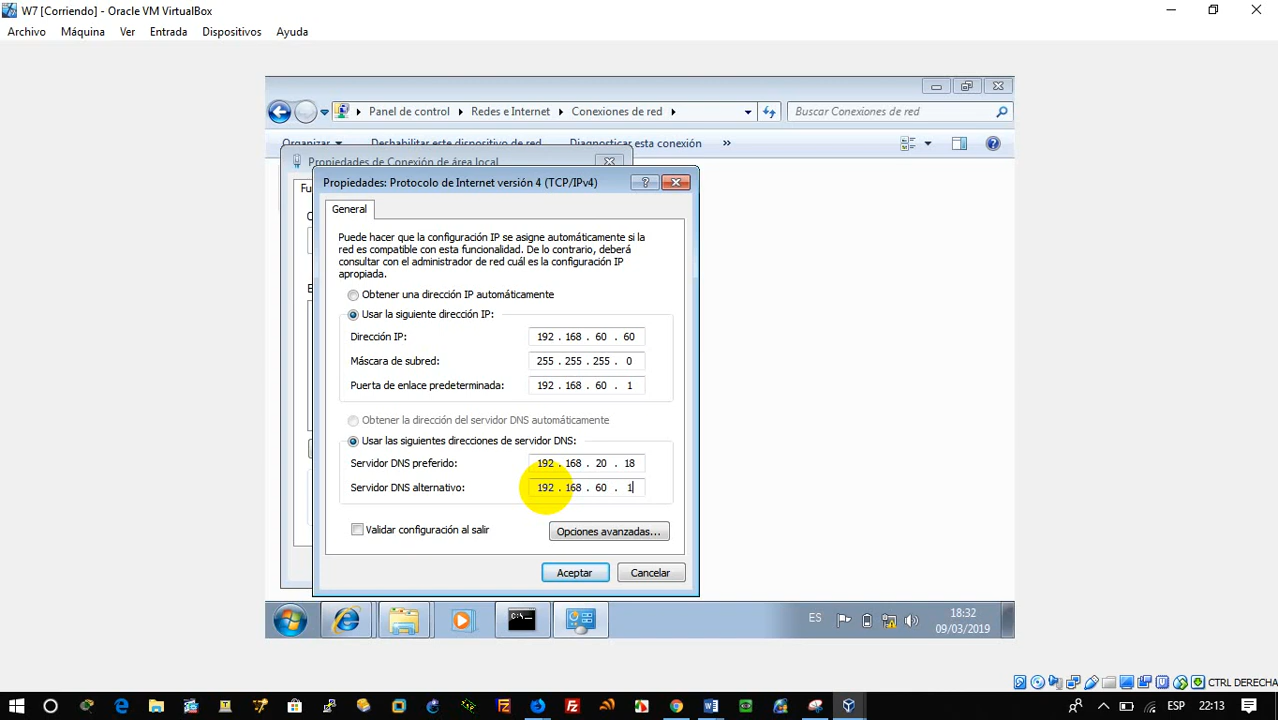 W7 [Corriendo] - Oracle VM VirtualBox
Archivo Máquina Ver Entrada Dispositivos Ayuda
Panel de control Redes e Internet Conexiones de red Buscar Conexiones de red
Organizar Deshabilitar este dispositivo de red Diagnosticar esta conexión »
Propiedades de Conexión de área local
Propiedades: Protocolo de Internet versión 4 (TCP/IPv4) ?
General
Puede hacer que la configuración IP se asigne automáticamente si la
red es compatible con esta funcionalidad. De lo contrario, deberá
consultar con el administrador de red cuál es la configuración IP
apropiada.
Obtener una dirección IP automáticamente
Usar la siguiente dirección IP:
Dirección IP: 192 . 168 . 60 . 60
Máscara de subred: 255 . 255 . 255 . 0
Puerta de enlace predeterminada: 192 . 168 . 60 . 1
Obtener la dirección del servidor DNS automáticamente
Usar las siguientes direcciones de servidor DNS:
Servidor DNS preferido: 192 . 168 . 20 . 18
Servidor DNS alternativo: 192 . 168 . 60 . 1
Validar configuración al salir Opciones avanzadas...
Aceptar Cancelar
ES 18:32
09/03/2019
CTRL DERECHA
ESP 22:13